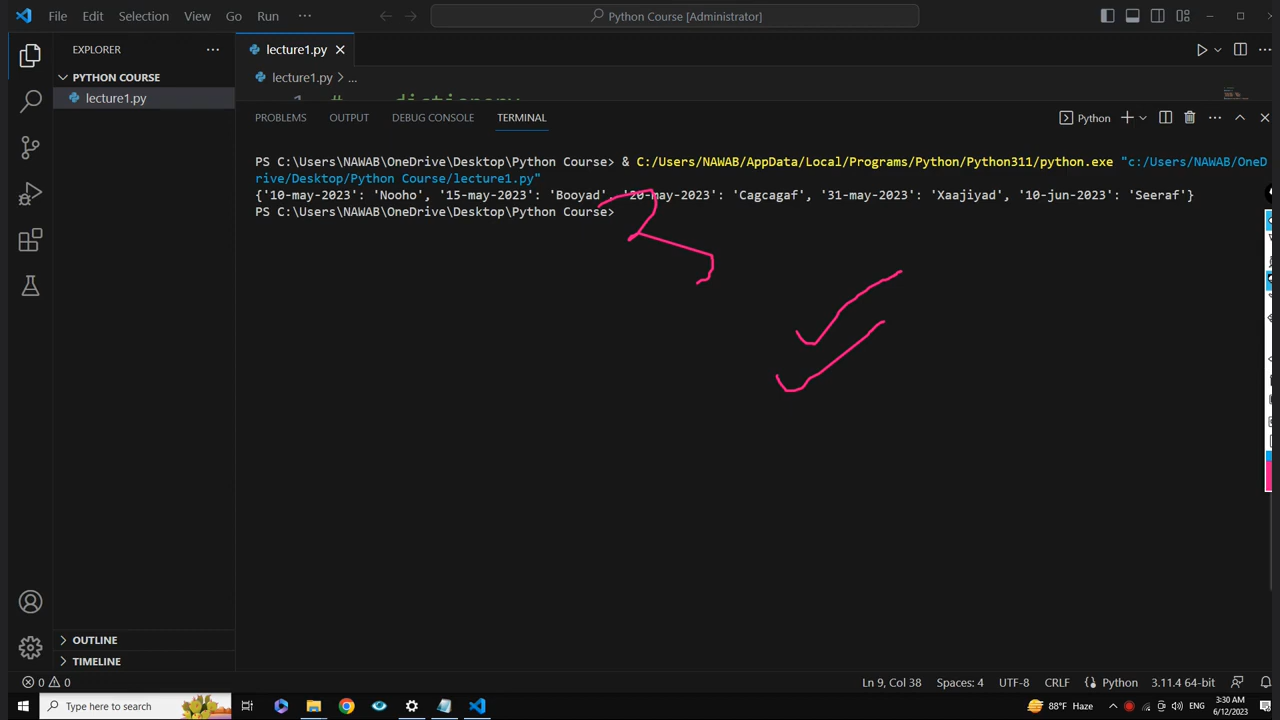 File Edit Selection View Go Run ··· Python Course [Administrator]
EXPLORER ···
lecture1.py
PYTHON COURSE
lecture1.py > ...
lecture1.py
1 # dictionary
PROBLEMS OUTPUT DEBUG CONSOLE TERMINAL Python
PS C:\Users\NAWAB\OneDrive\Desktop\Python Course> & C:/Users/NAWAB/AppData/Local/Programs/Python/Python311/python.exe "c:/Users/NAWAB/OneD
rive/Desktop/Python Course/lecture1.py"
{'10-may-2023': 'Nooho', '15-may-2023': 'Booyad', '20-may-2023': 'Cagcagaf', '31-may-2023': 'Xaajiyad', '10-jun-2023': 'Seeraf'}
PS C:\Users\NAWAB\OneDrive\Desktop\Python Course>
OUTLINE
TIMELINE
0 0 Ln 9, Col 38 Spaces: 4 UTF-8 CRLF Python 3.11.4 64-bit
Type here to search 88°F Haze ENG 3:30 AM
6/12/2023